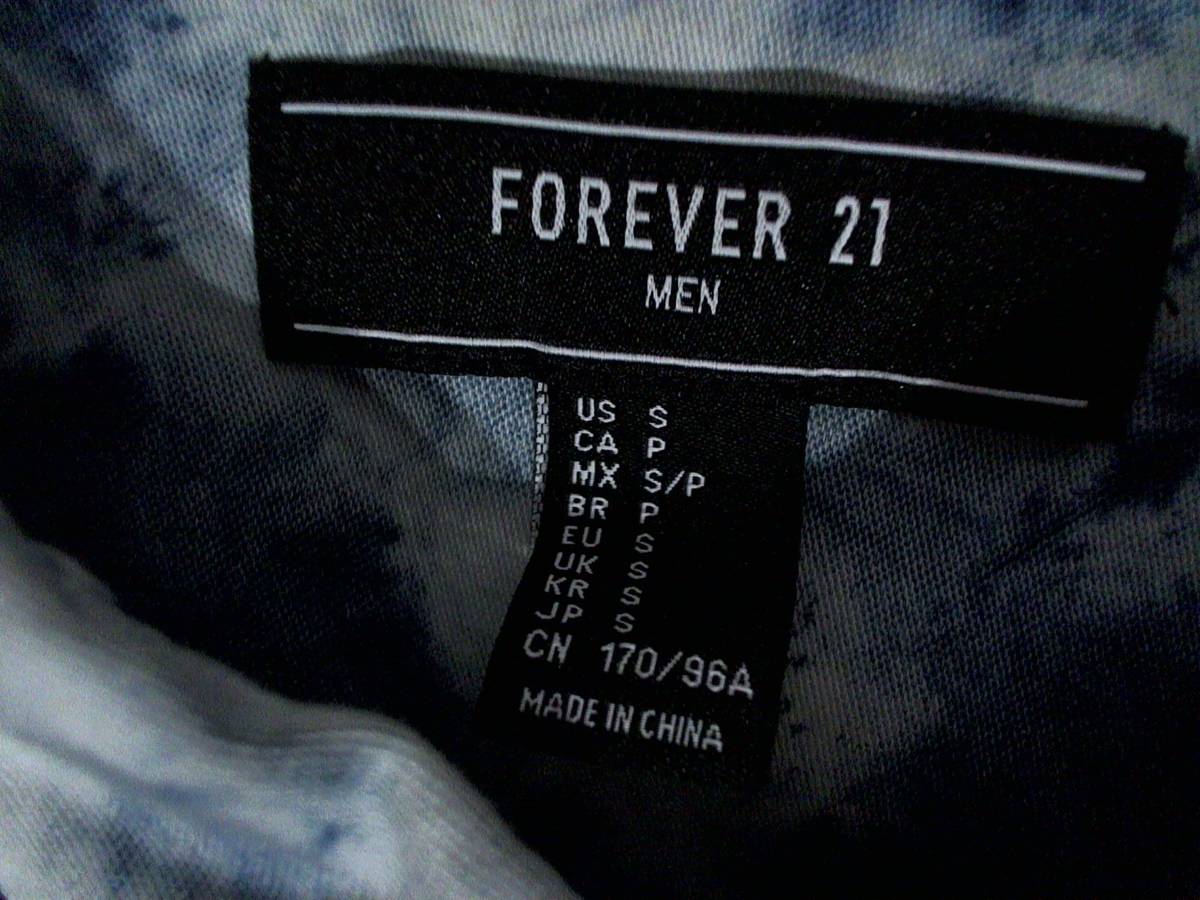 FOREVER 21
MEN
US S
CA P
MX S/P
BR P
EU S
UK S
KR S
JP S
CN 170/96A
MADE IN CHINA